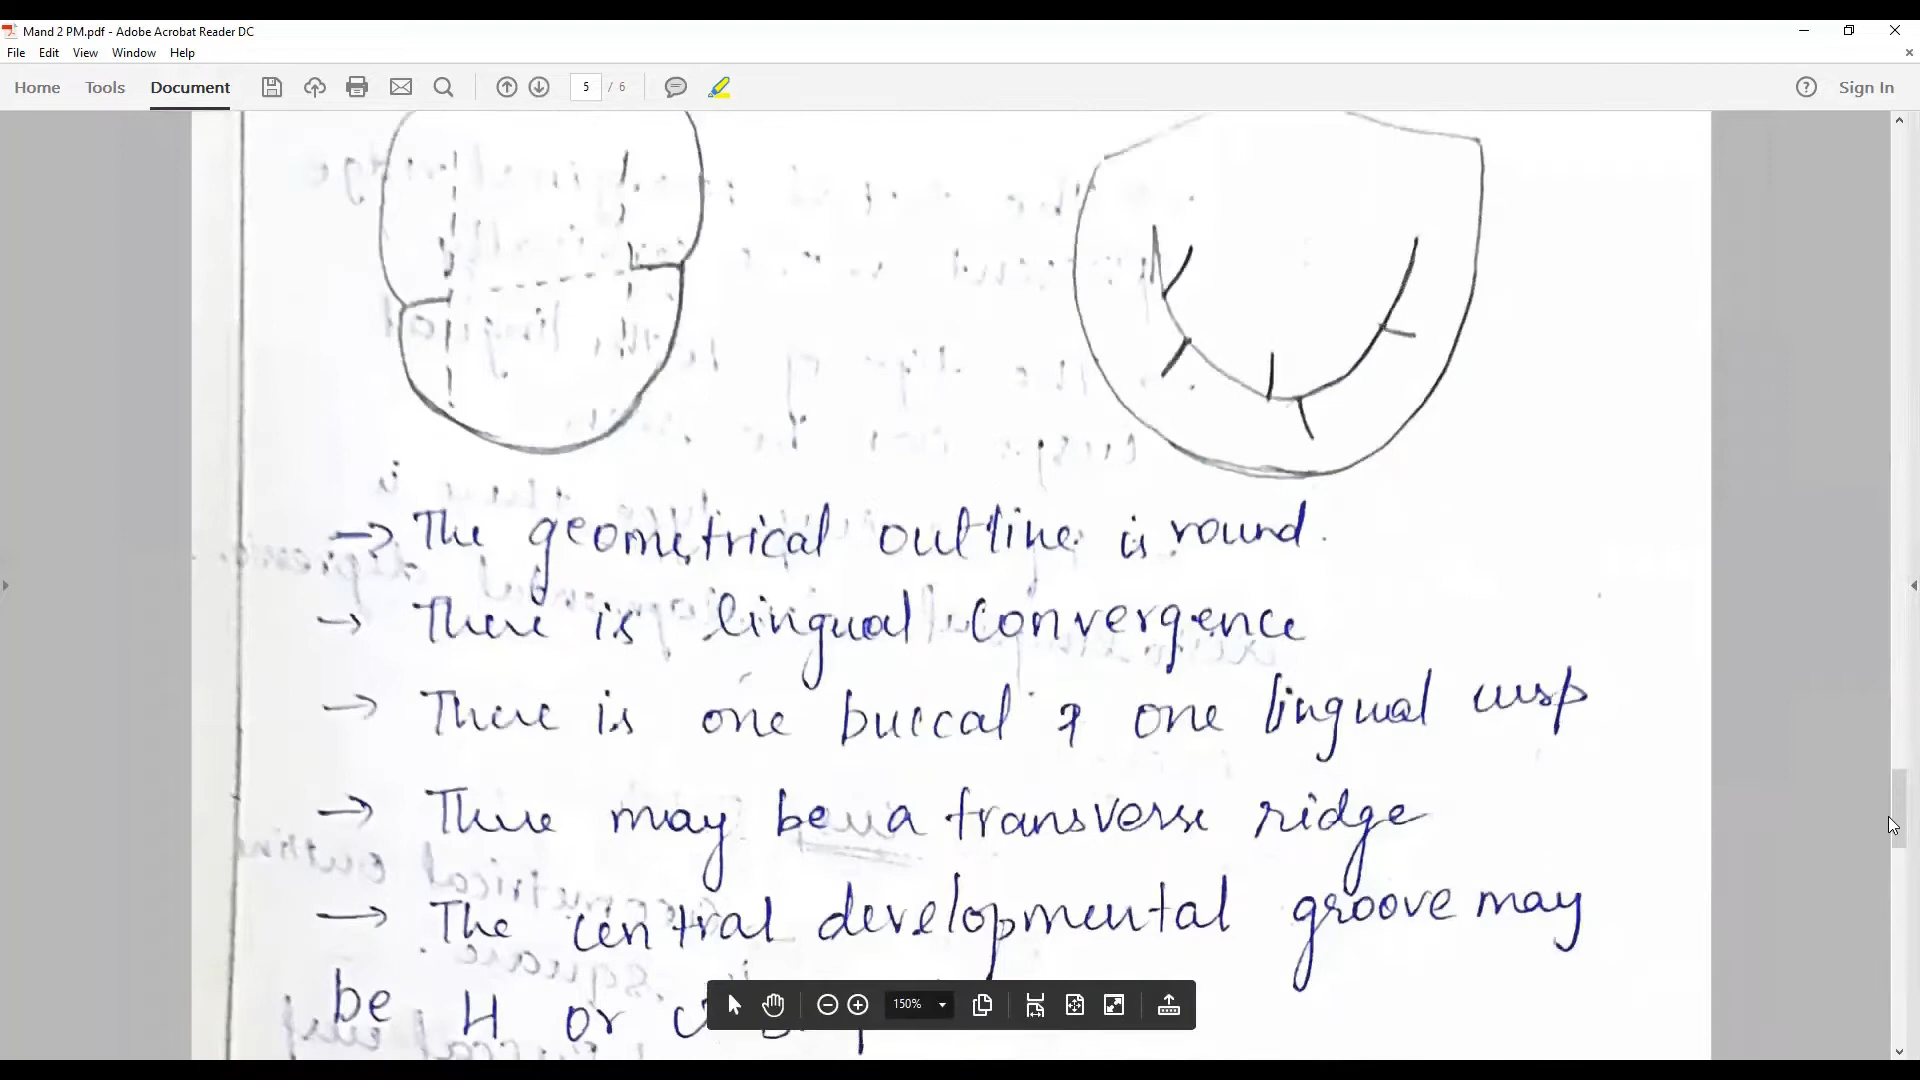 Mand 2 PM.pdf - Adobe Acrobat Reader DC
File Edit View Window Help
Home Tools Document 5 / 6 Sign In
→ The geometrical outline is round.
→ There is lingual convergence
→ There is one buccal & one lingual cusp
→ There may be a transverse ridge
→ The central developmental groove may
be H or U
150%